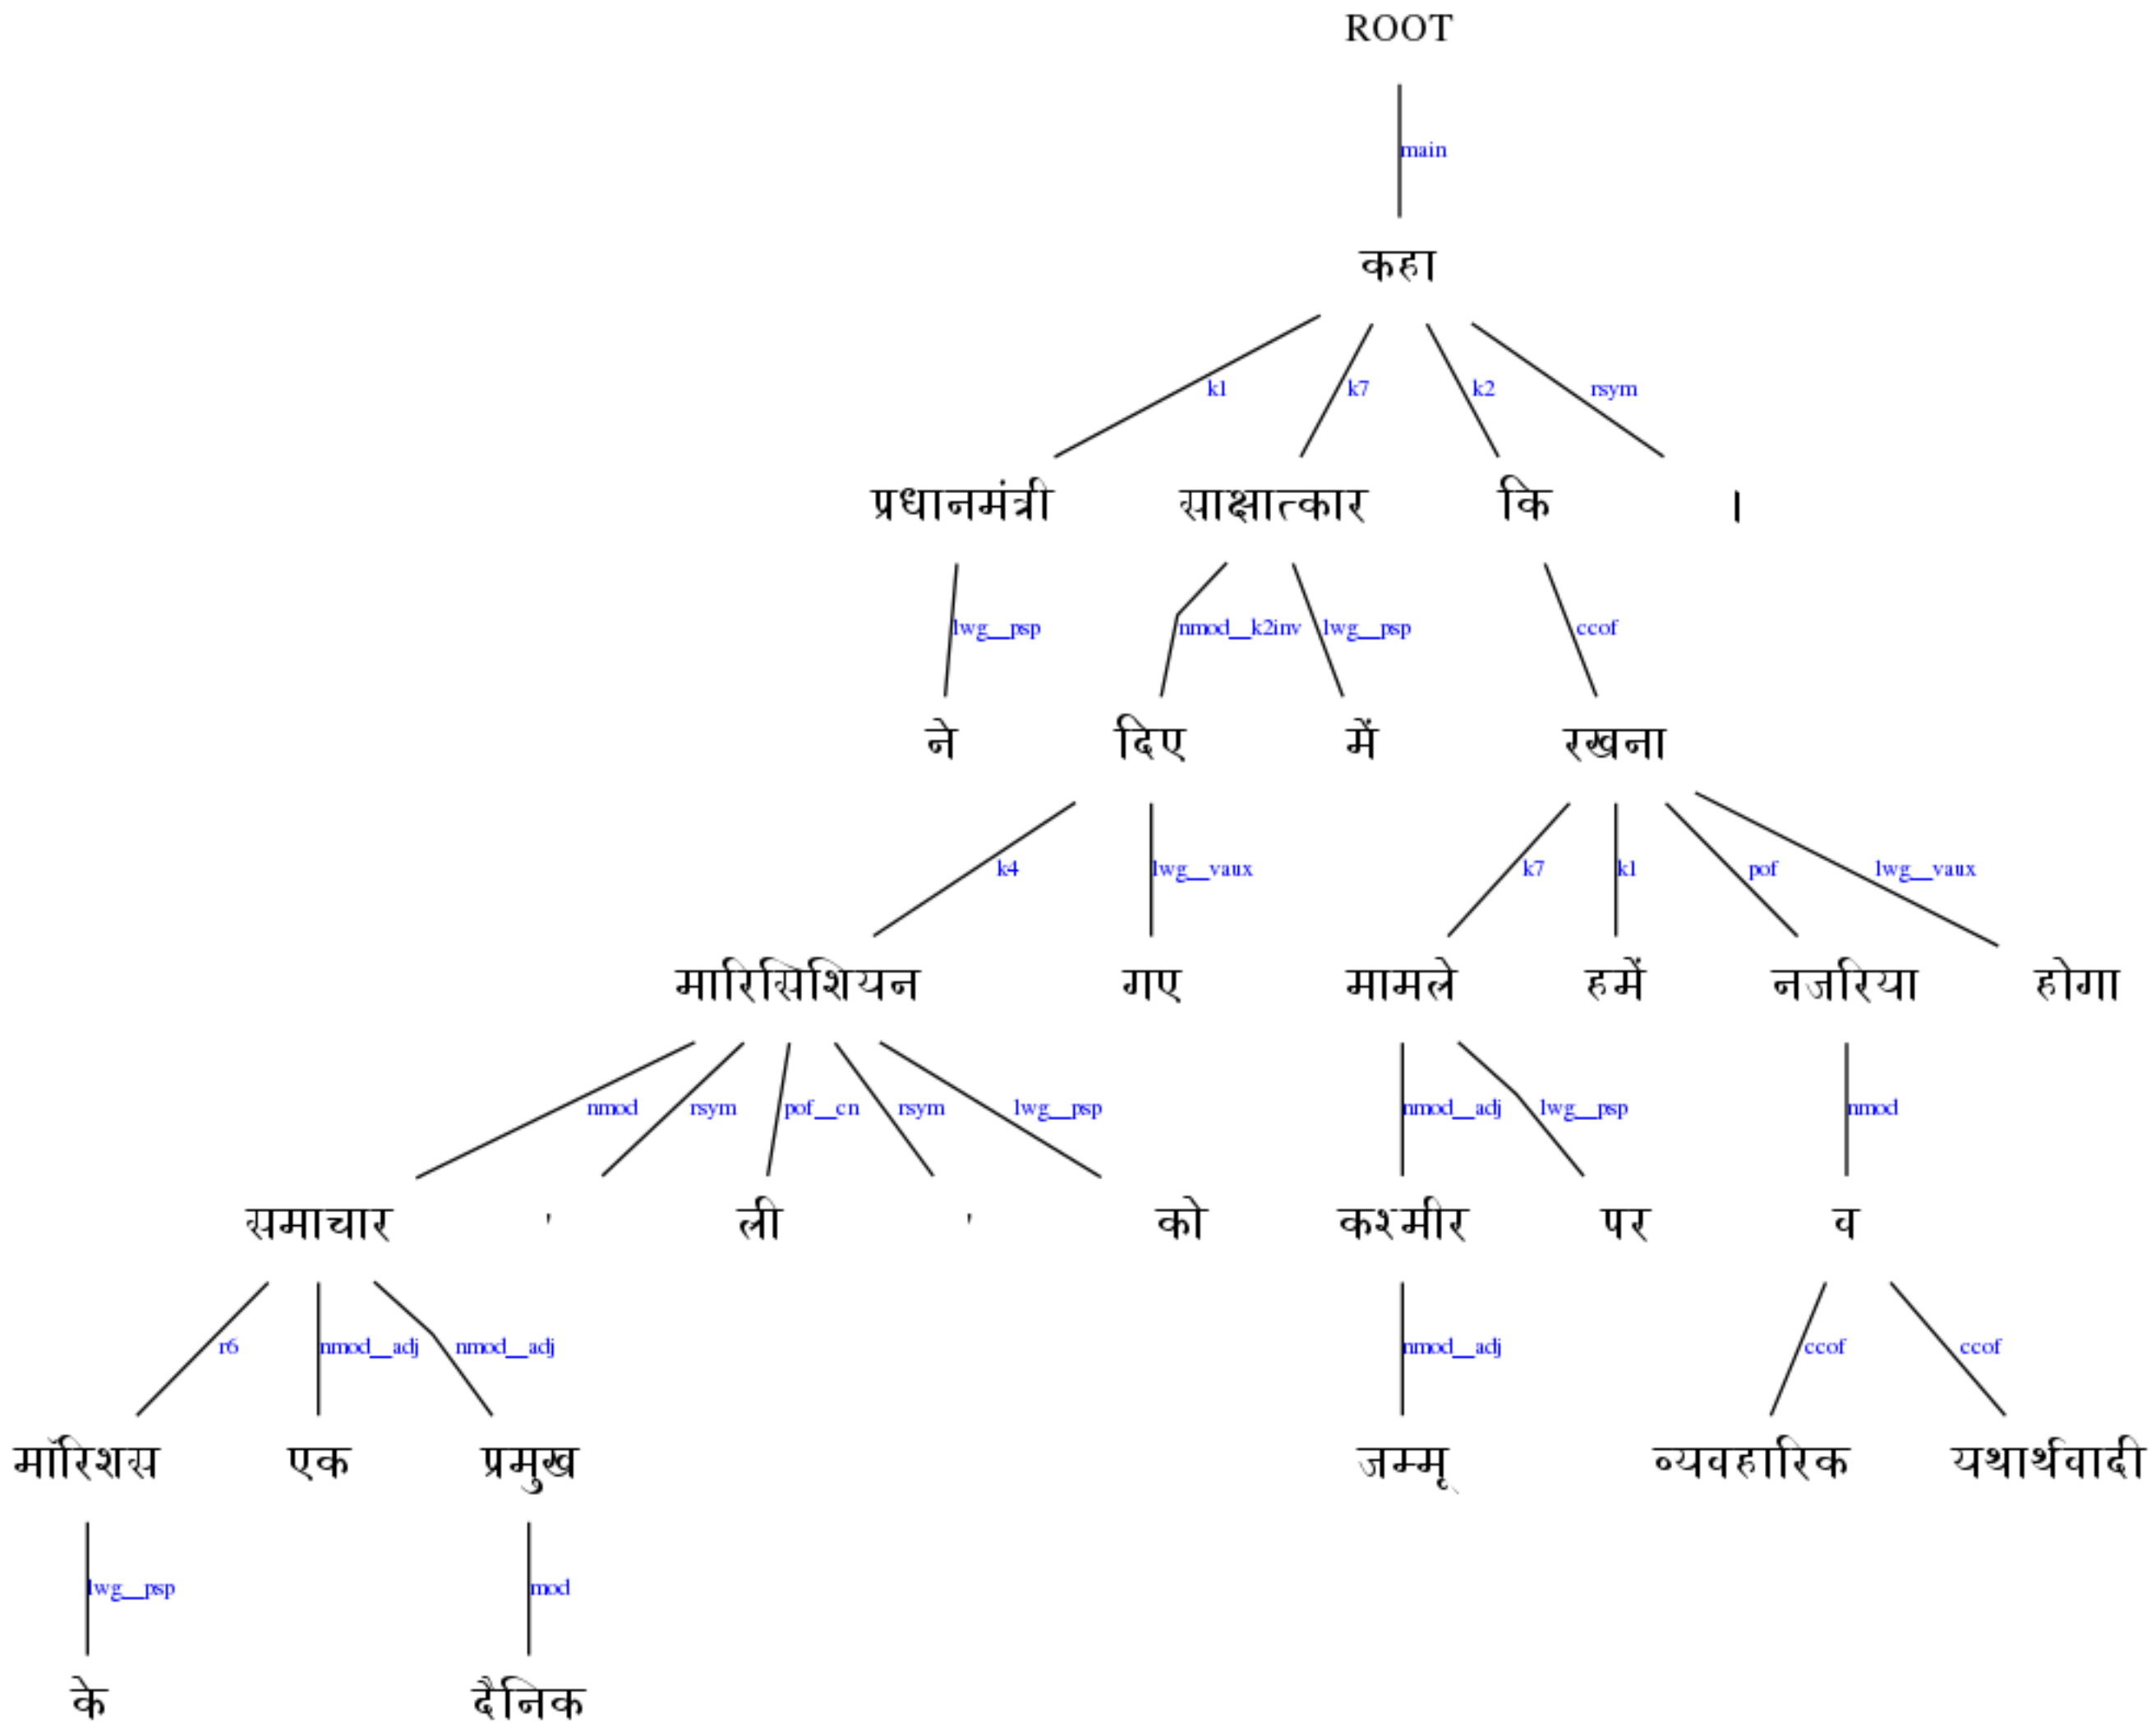 ROOT
main
कहा
k1 k7 k2 rsym
प्रधानमंत्री साक्षात्कार कि ।
lwg__psp nmod__k2inv lwg__psp ccof
ने दिए में रखना
k4 lwg__vaux k7 k1 pof lwg__vaux
मारिसिशियन गए मामले हमें नजरिया होगा
nmod rsym pof__cn rsym lwg__psp nmod__adj lwg__psp nmod
समाचार ' ली ' को कश्मीर पर व
r6 nmod__adj nmod__adj nmod__adj ccof ccof
मॉरिशस एक प्रमुख जम्मू व्यवहारिक यथार्थवादी
lwg__psp mod
के दैनिक